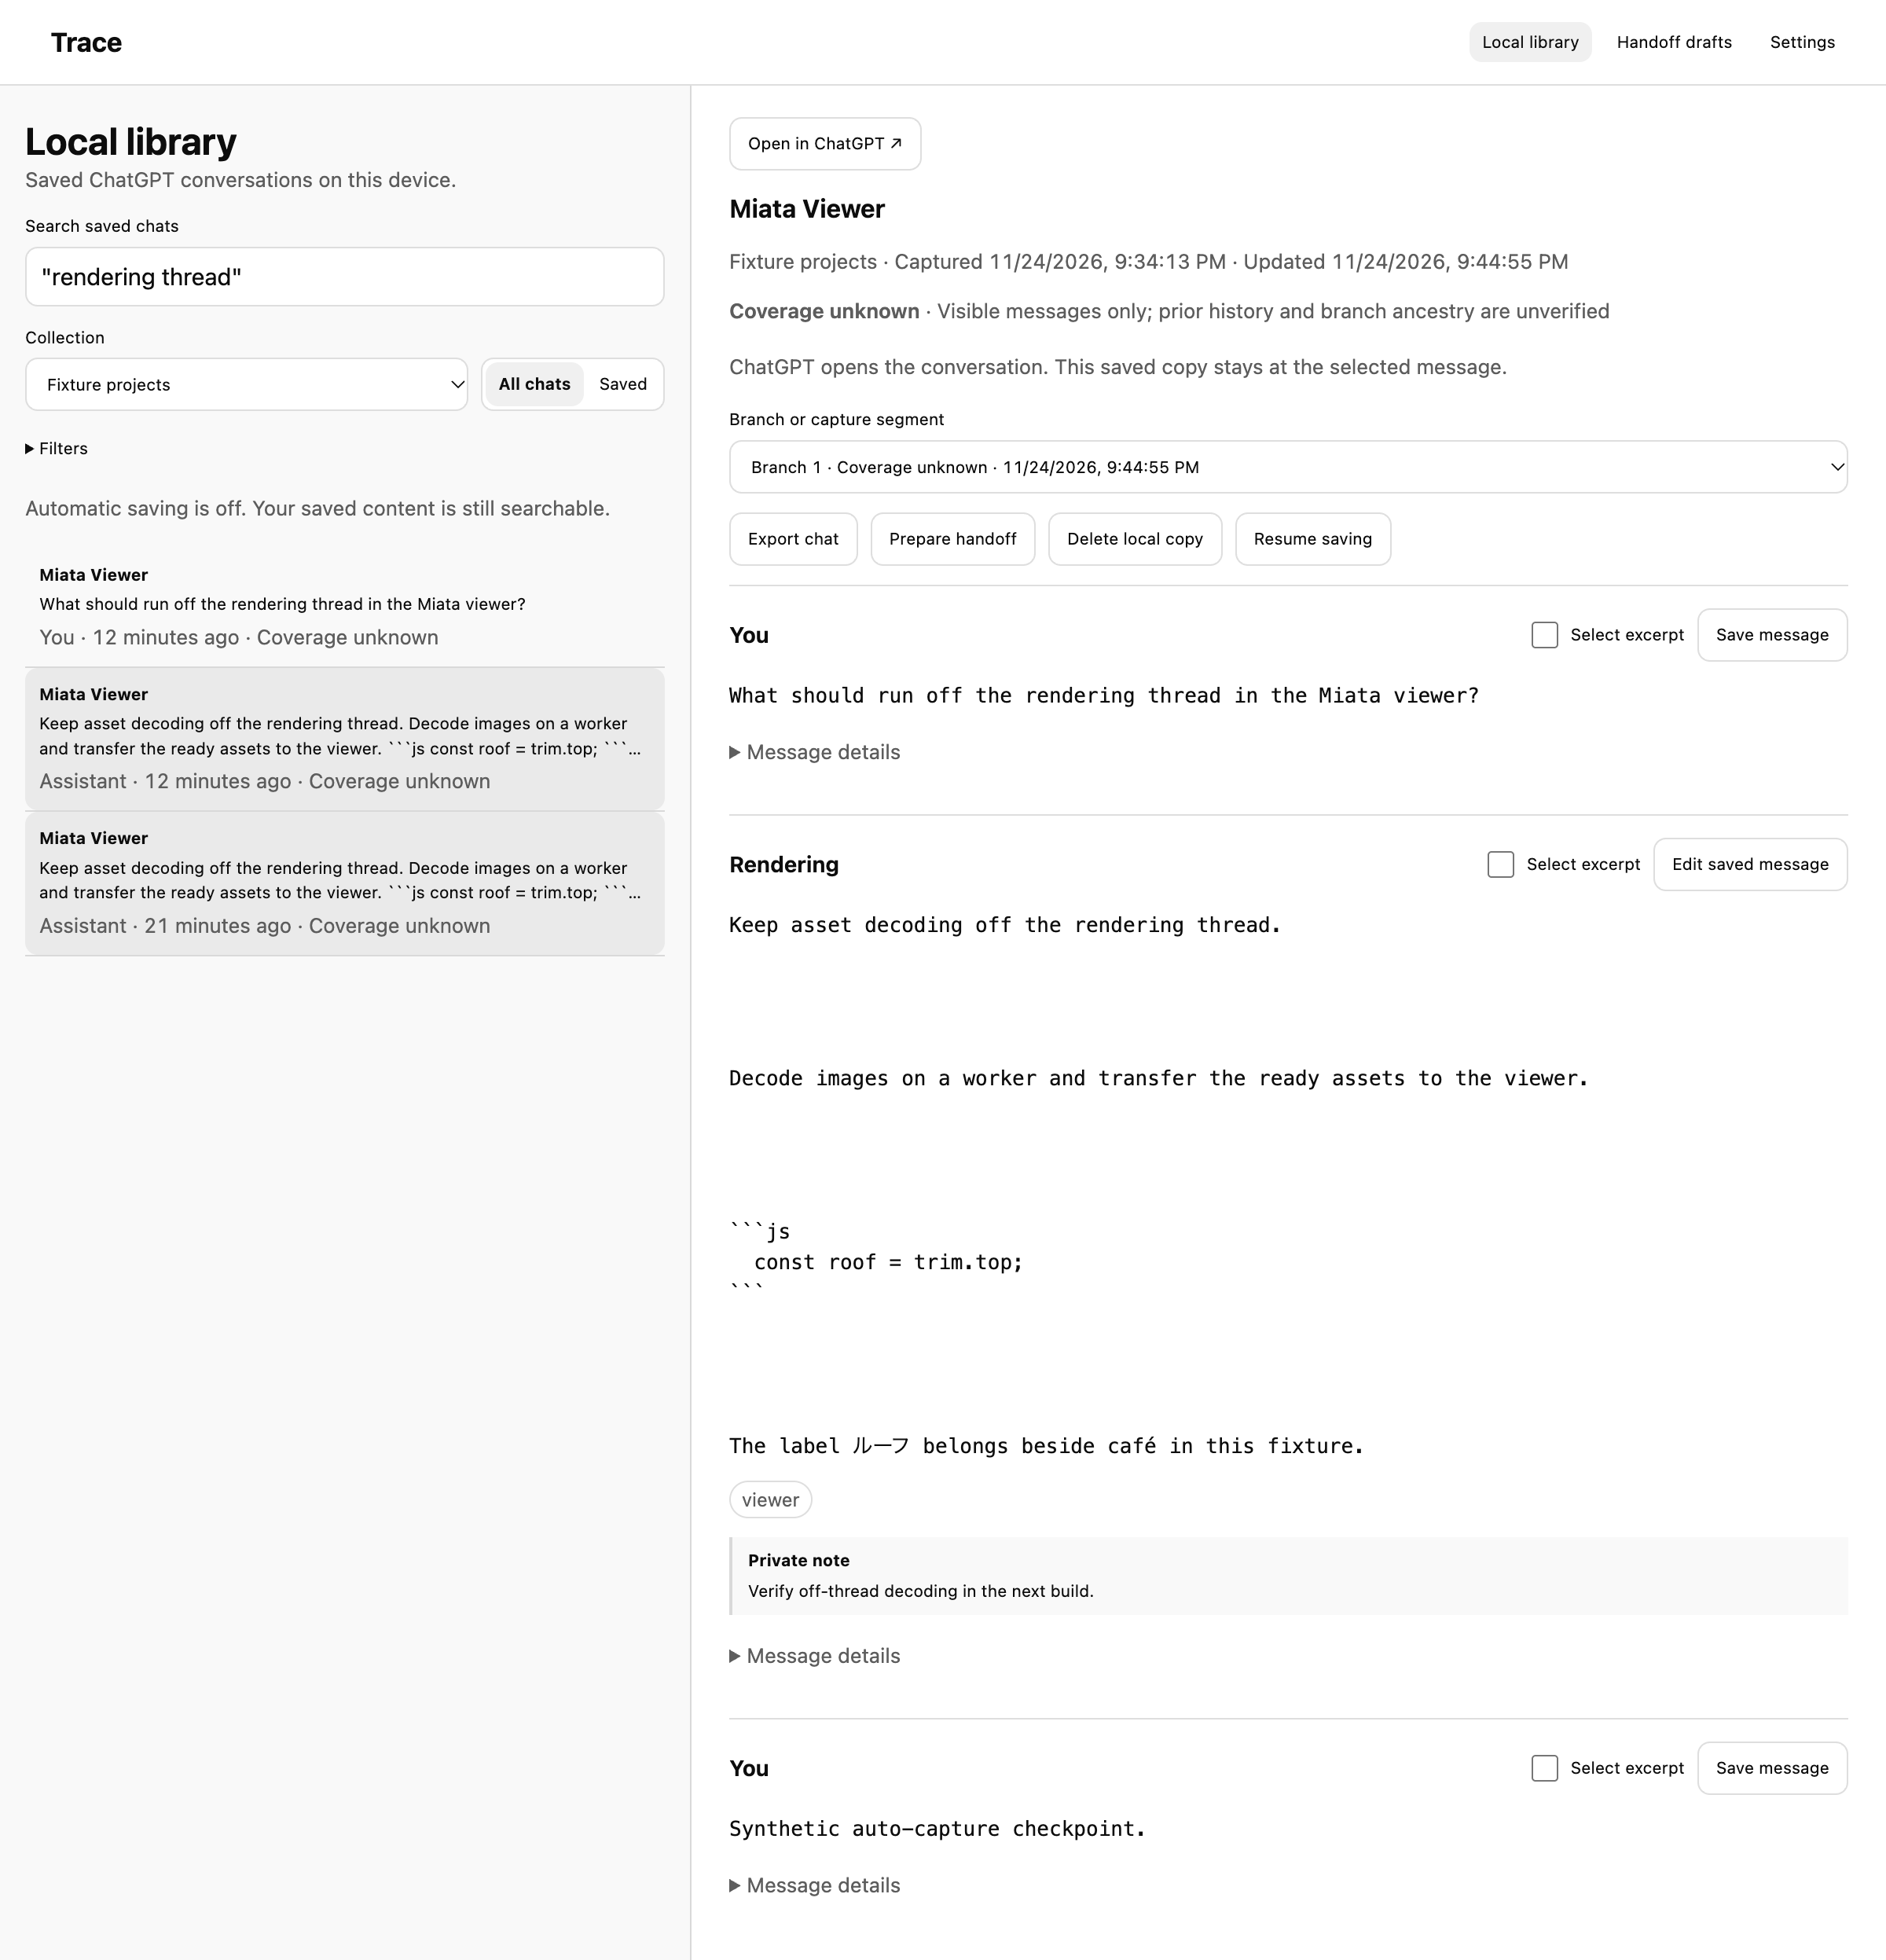 Trace
Local library
Handoff drafts
Settings
Local library
Saved ChatGPT conversations on this device.
Search saved chats
"rendering thread"
Collection
Fixture projects
All chats
Saved
Filters
Automatic saving is off. Your saved content is still searchable.
Miata Viewer
What should run off the rendering thread in the Miata viewer?
You · 12 minutes ago · Coverage unknown
Miata Viewer
Keep asset decoding off the rendering thread. Decode images on a worker
and transfer the ready assets to the viewer. ```js const roof = trim.top; ```...
Assistant · 12 minutes ago · Coverage unknown
Miata Viewer
Keep asset decoding off the rendering thread. Decode images on a worker
and transfer the ready assets to the viewer. ```js const roof = trim.top; ```...
Assistant · 21 minutes ago · Coverage unknown
Open in ChatGPT ↗
Miata Viewer
Fixture projects · Captured 11/24/2026, 9:34:13 PM · Updated 11/24/2026, 9:44:55 PM
Coverage unknown · Visible messages only; prior history and branch ancestry are unverified
ChatGPT opens the conversation. This saved copy stays at the selected message.
Branch or capture segment
Branch 1 · Coverage unknown · 11/24/2026, 9:44:55 PM
Export chat
Prepare handoff
Delete local copy
Resume saving
You
Select excerpt
Save message
What should run off the rendering thread in the Miata viewer?
Message details
Rendering
Select excerpt
Edit saved message
Keep asset decoding off the rendering thread.
Decode images on a worker and transfer the ready assets to the viewer.
```js
  const roof = trim.top;
```
The label ルーフ belongs beside café in this fixture.
viewer
Private note
Verify off-thread decoding in the next build.
Message details
You
Select excerpt
Save message
Synthetic auto-capture checkpoint.
Message details